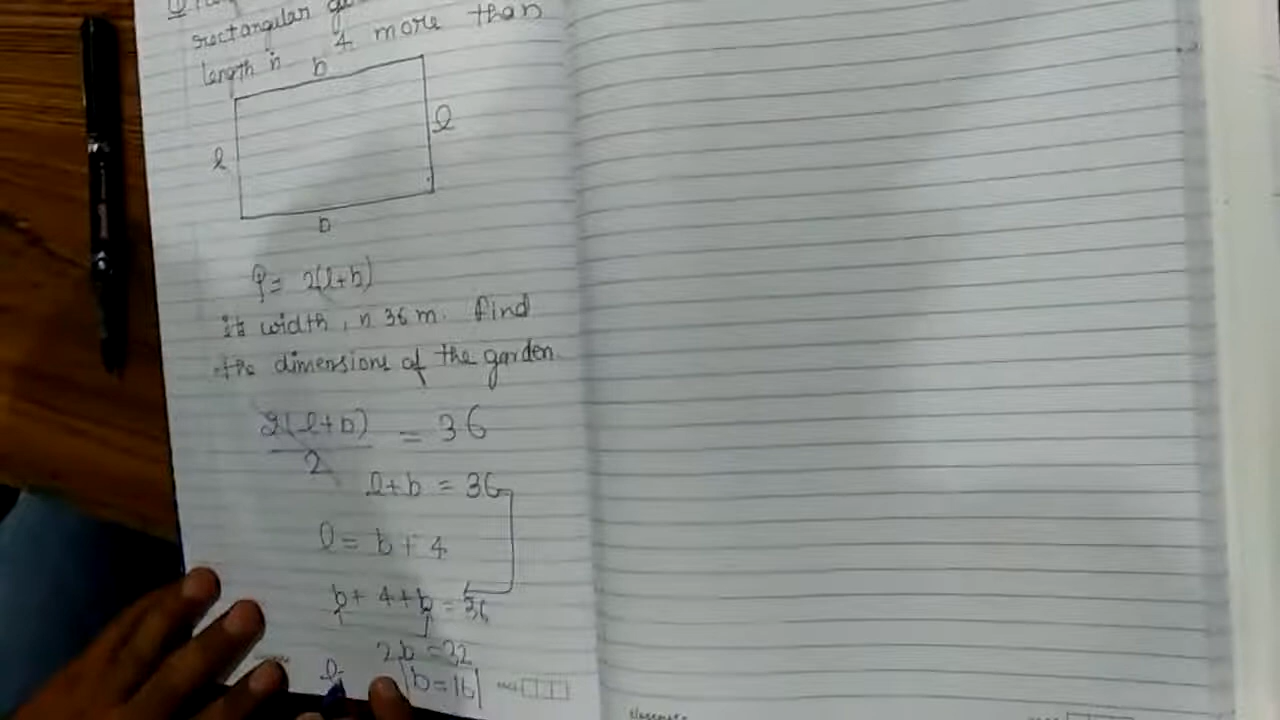 rectangular
length is 4 more than
b
l
l
b
P = 2(l+b)
its width, is 36 m. Find
the dimensions of the garden.
2(l+b) = 36
2
l+b = 36
l = b + 4
b + 4 + b = 36
2b = 32
b = 16
l
classmate